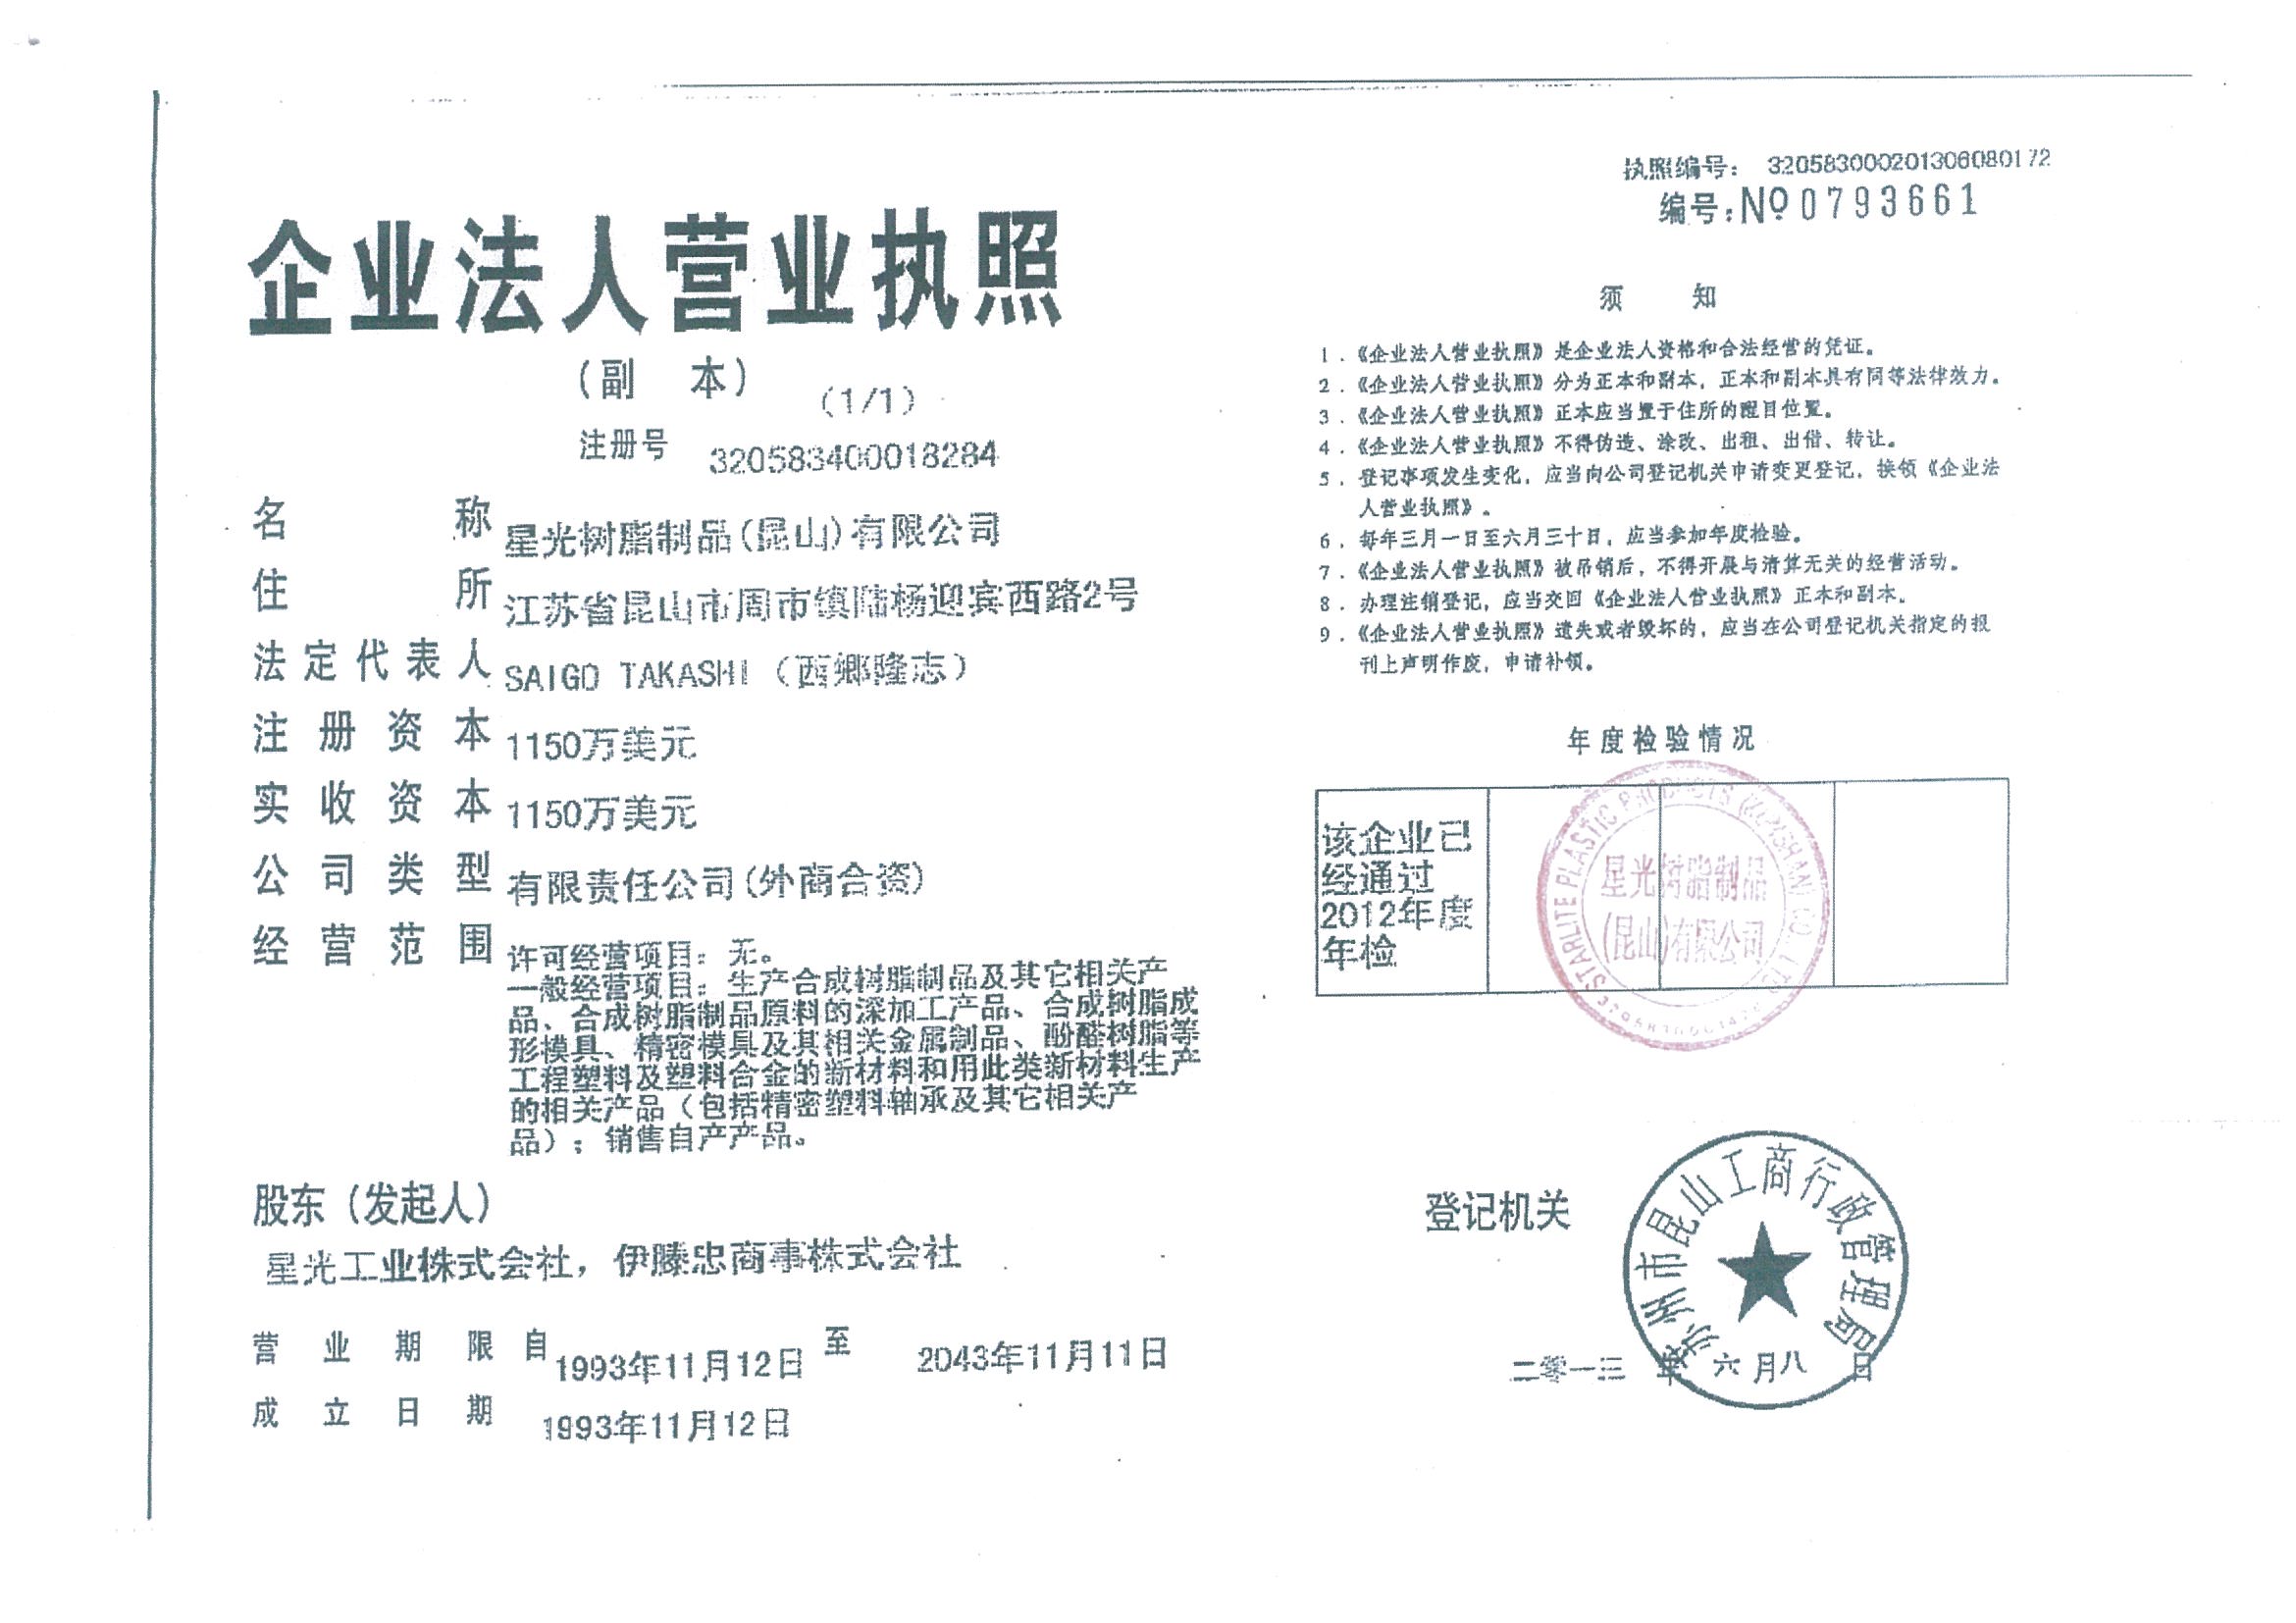 执照编号： 320583000201306080172
编号:No 0793661
企业法人营业执照
(副 本)
(1/1)
注册号 320583400018284
名称 星光树脂制品(昆山)有限公司
住所 江苏省昆山市周市镇陆杨迎宾西路2号
法定代表人 SAIGO TAKASHI（西郷隆志）
注册资本 1150万美元
实收资本 1150万美元
公司类型 有限责任公司(外商合资)
经营范围 许可经营项目：无。
一般经营项目：生产合成树脂制品及其它相关产
品、合成树脂制品原料的深加工产品、合成树脂成
形模具、精密模具及其相关金属制品、酚醛树脂等
工程塑料及塑料合金的新材料和用此类新材料生产
的相关产品（包括精密塑料轴承及其它相关产
品）；销售自产产品。
股东（发起人）
星光工业株式会社，伊滕忠商事株式会社
营业期限 自 1993年11月12日 至 2043年11月11日
成立日期 1993年11月12日
须 知
1．《企业法人营业执照》是企业法人资格和合法经营的凭证。
2．《企业法人营业执照》分为正本和副本，正本和副本具有同等法律效力。
3．《企业法人营业执照》正本应当置于住所的醒目位置。
4．《企业法人营业执照》不得伪造、涂改、出租、出借、转让。
5．登记事项发生变化，应当向公司登记机关申请变更登记，换领《企业法
人营业执照》。
6．每年三月一日至六月三十日，应当参加年度检验。
7．《企业法人营业执照》被吊销后，不得开展与清算无关的经营活动。
8．办理注销登记，应当交回《企业法人营业执照》正本和副本。
9．《企业法人营业执照》遗失或者毁坏的，应当在公司登记机关指定的报
刊上声明作废，申请补领。
年度检验情况
该企业已
经通过
2012年度
年检
STARLITE PLASTIC PRODUCTS (KUNSHAN) CO., LTD
星光树脂制品
(昆山)有限公司
登记机关
苏州市昆山工商行政管理局
二零一三 年 六 月八 日